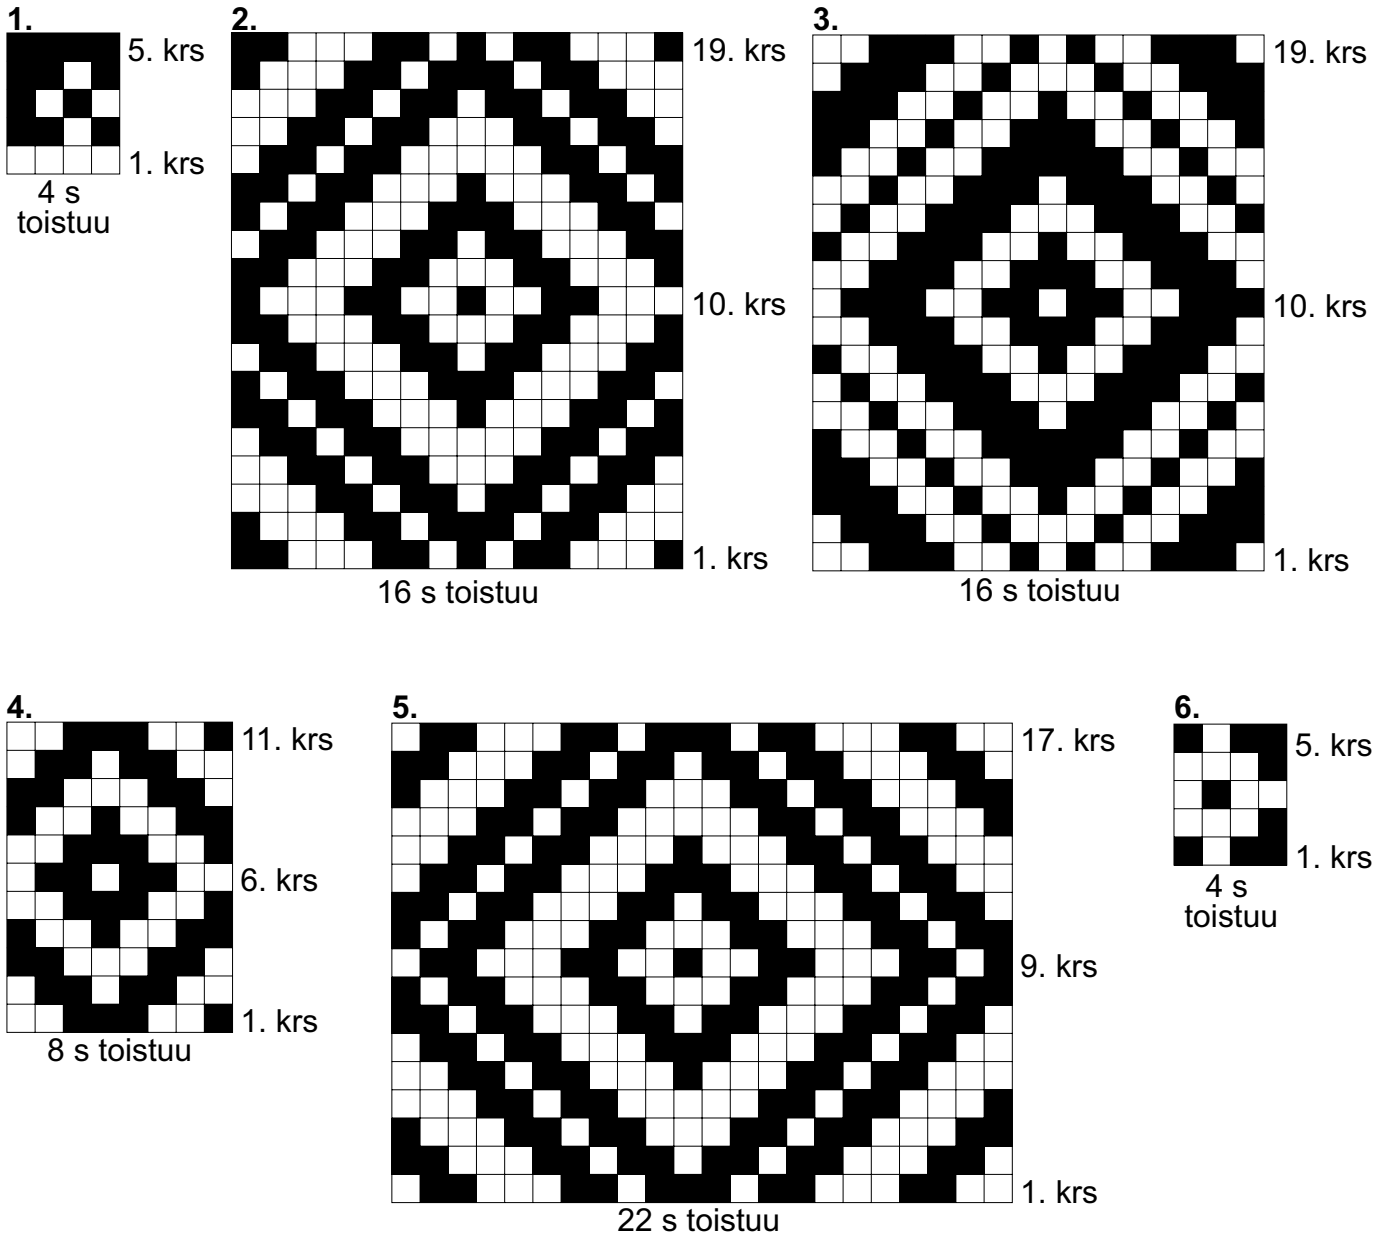 1.
5. krs
1. krs
4 s
toistuu
2.
19. krs
10. krs
1. krs
16 s toistuu
3.
19. krs
10. krs
1. krs
16 s toistuu
4.
11. krs
6. krs
1. krs
8 s toistuu
5.
17. krs
9. krs
1. krs
22 s toistuu
6.
5. krs
1. krs
4 s
toistuu